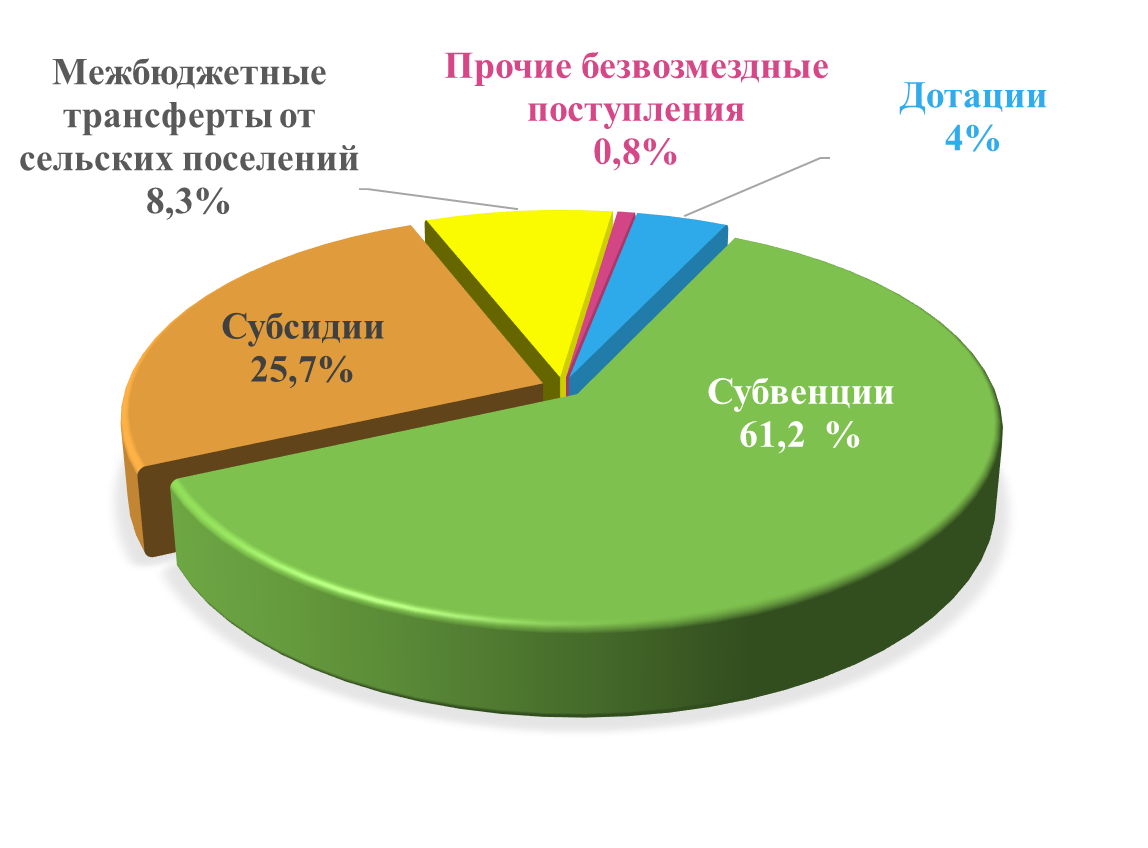 Межбюджетные
трансферты от
сельских поселений
8,3%
Прочие безвозмездные
поступления
0,8%
Дотации
4%
Субсидии
25,7%
Субвенции
61,2 %